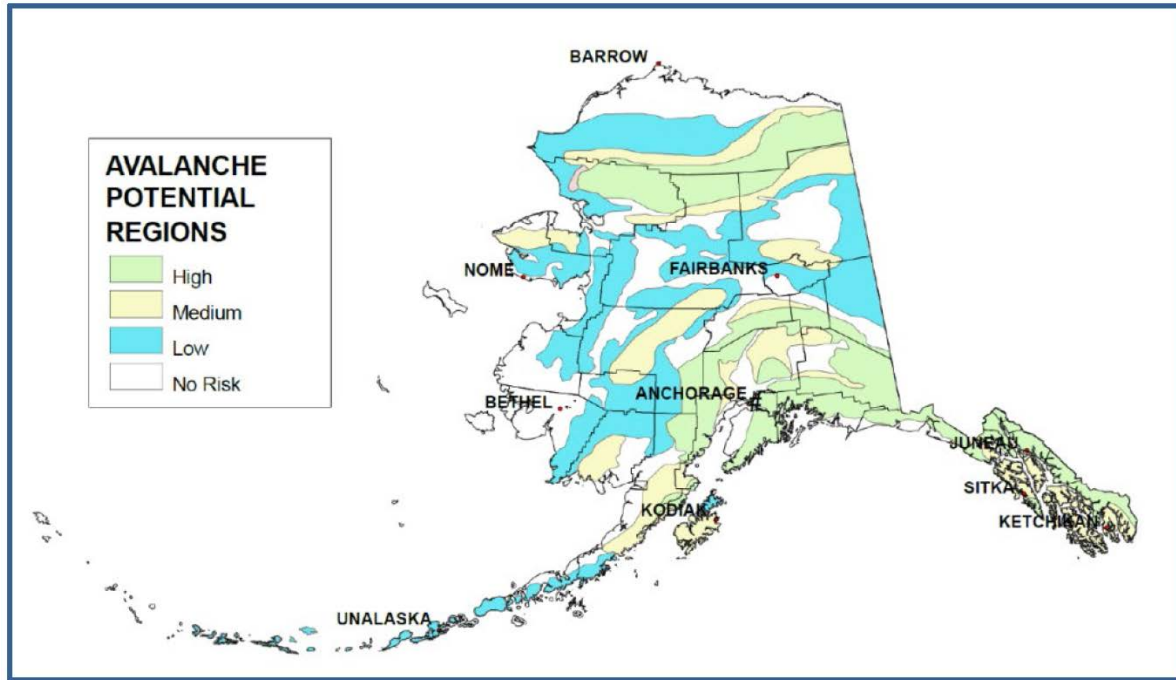 BARROW
AVALANCHE
POTENTIAL
REGIONS
High
Medium
Low
No Risk
NOME
FAIRBANKS
BETHEL
ANCHORAGE
JUNEAU
SITKA
KODIAK
KETCHIKAN
UNALASKA